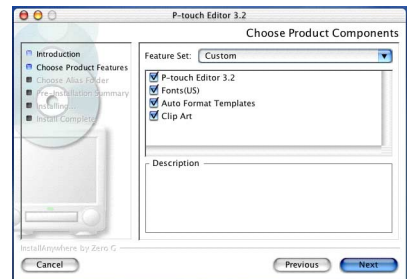 P-touch Editor 3.2
Choose Product Components
Introduction
Choose Product Features
Choose Alias Folder
Pre-Installation Summary
Installing...
Install Complete
Feature Set: Custom
P-touch Editor 3.2
Fonts(US)
Auto Format Templates
Clip Art
Description
InstallAnywhere by Zero G
Cancel
Previous
Next